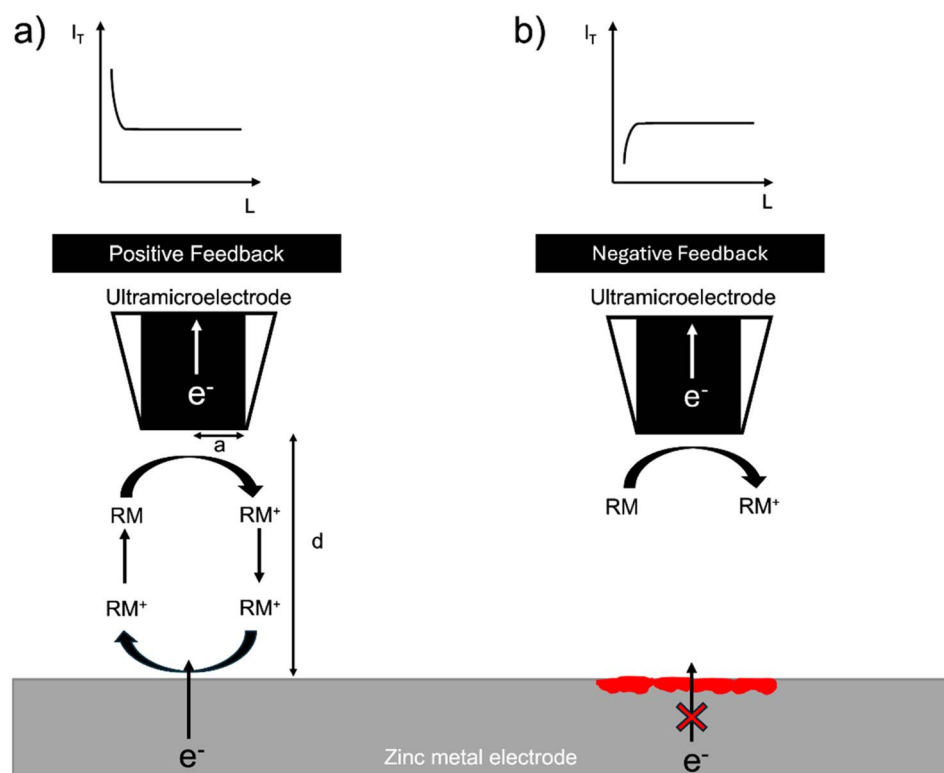 a)
I_T
L
Positive Feedback
Ultramicroelectrode
e⁻
a
RM
RM⁺
d
RM⁺
RM⁺
e⁻
b)
I_T
L
Negative Feedback
Ultramicroelectrode
e⁻
RM
RM⁺
e⁻
Zinc metal electrode